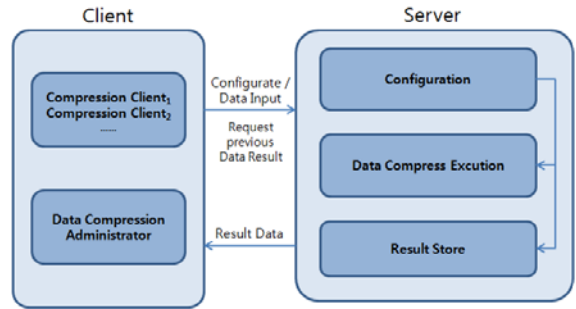 Client
Server
Compression Client₁
Compression Client₂
......
Configurate /
Data Input
Request
previous
Data Result
Configuration
Data Compress Excution
Data Compression
Administrator
Result Data
Result Store